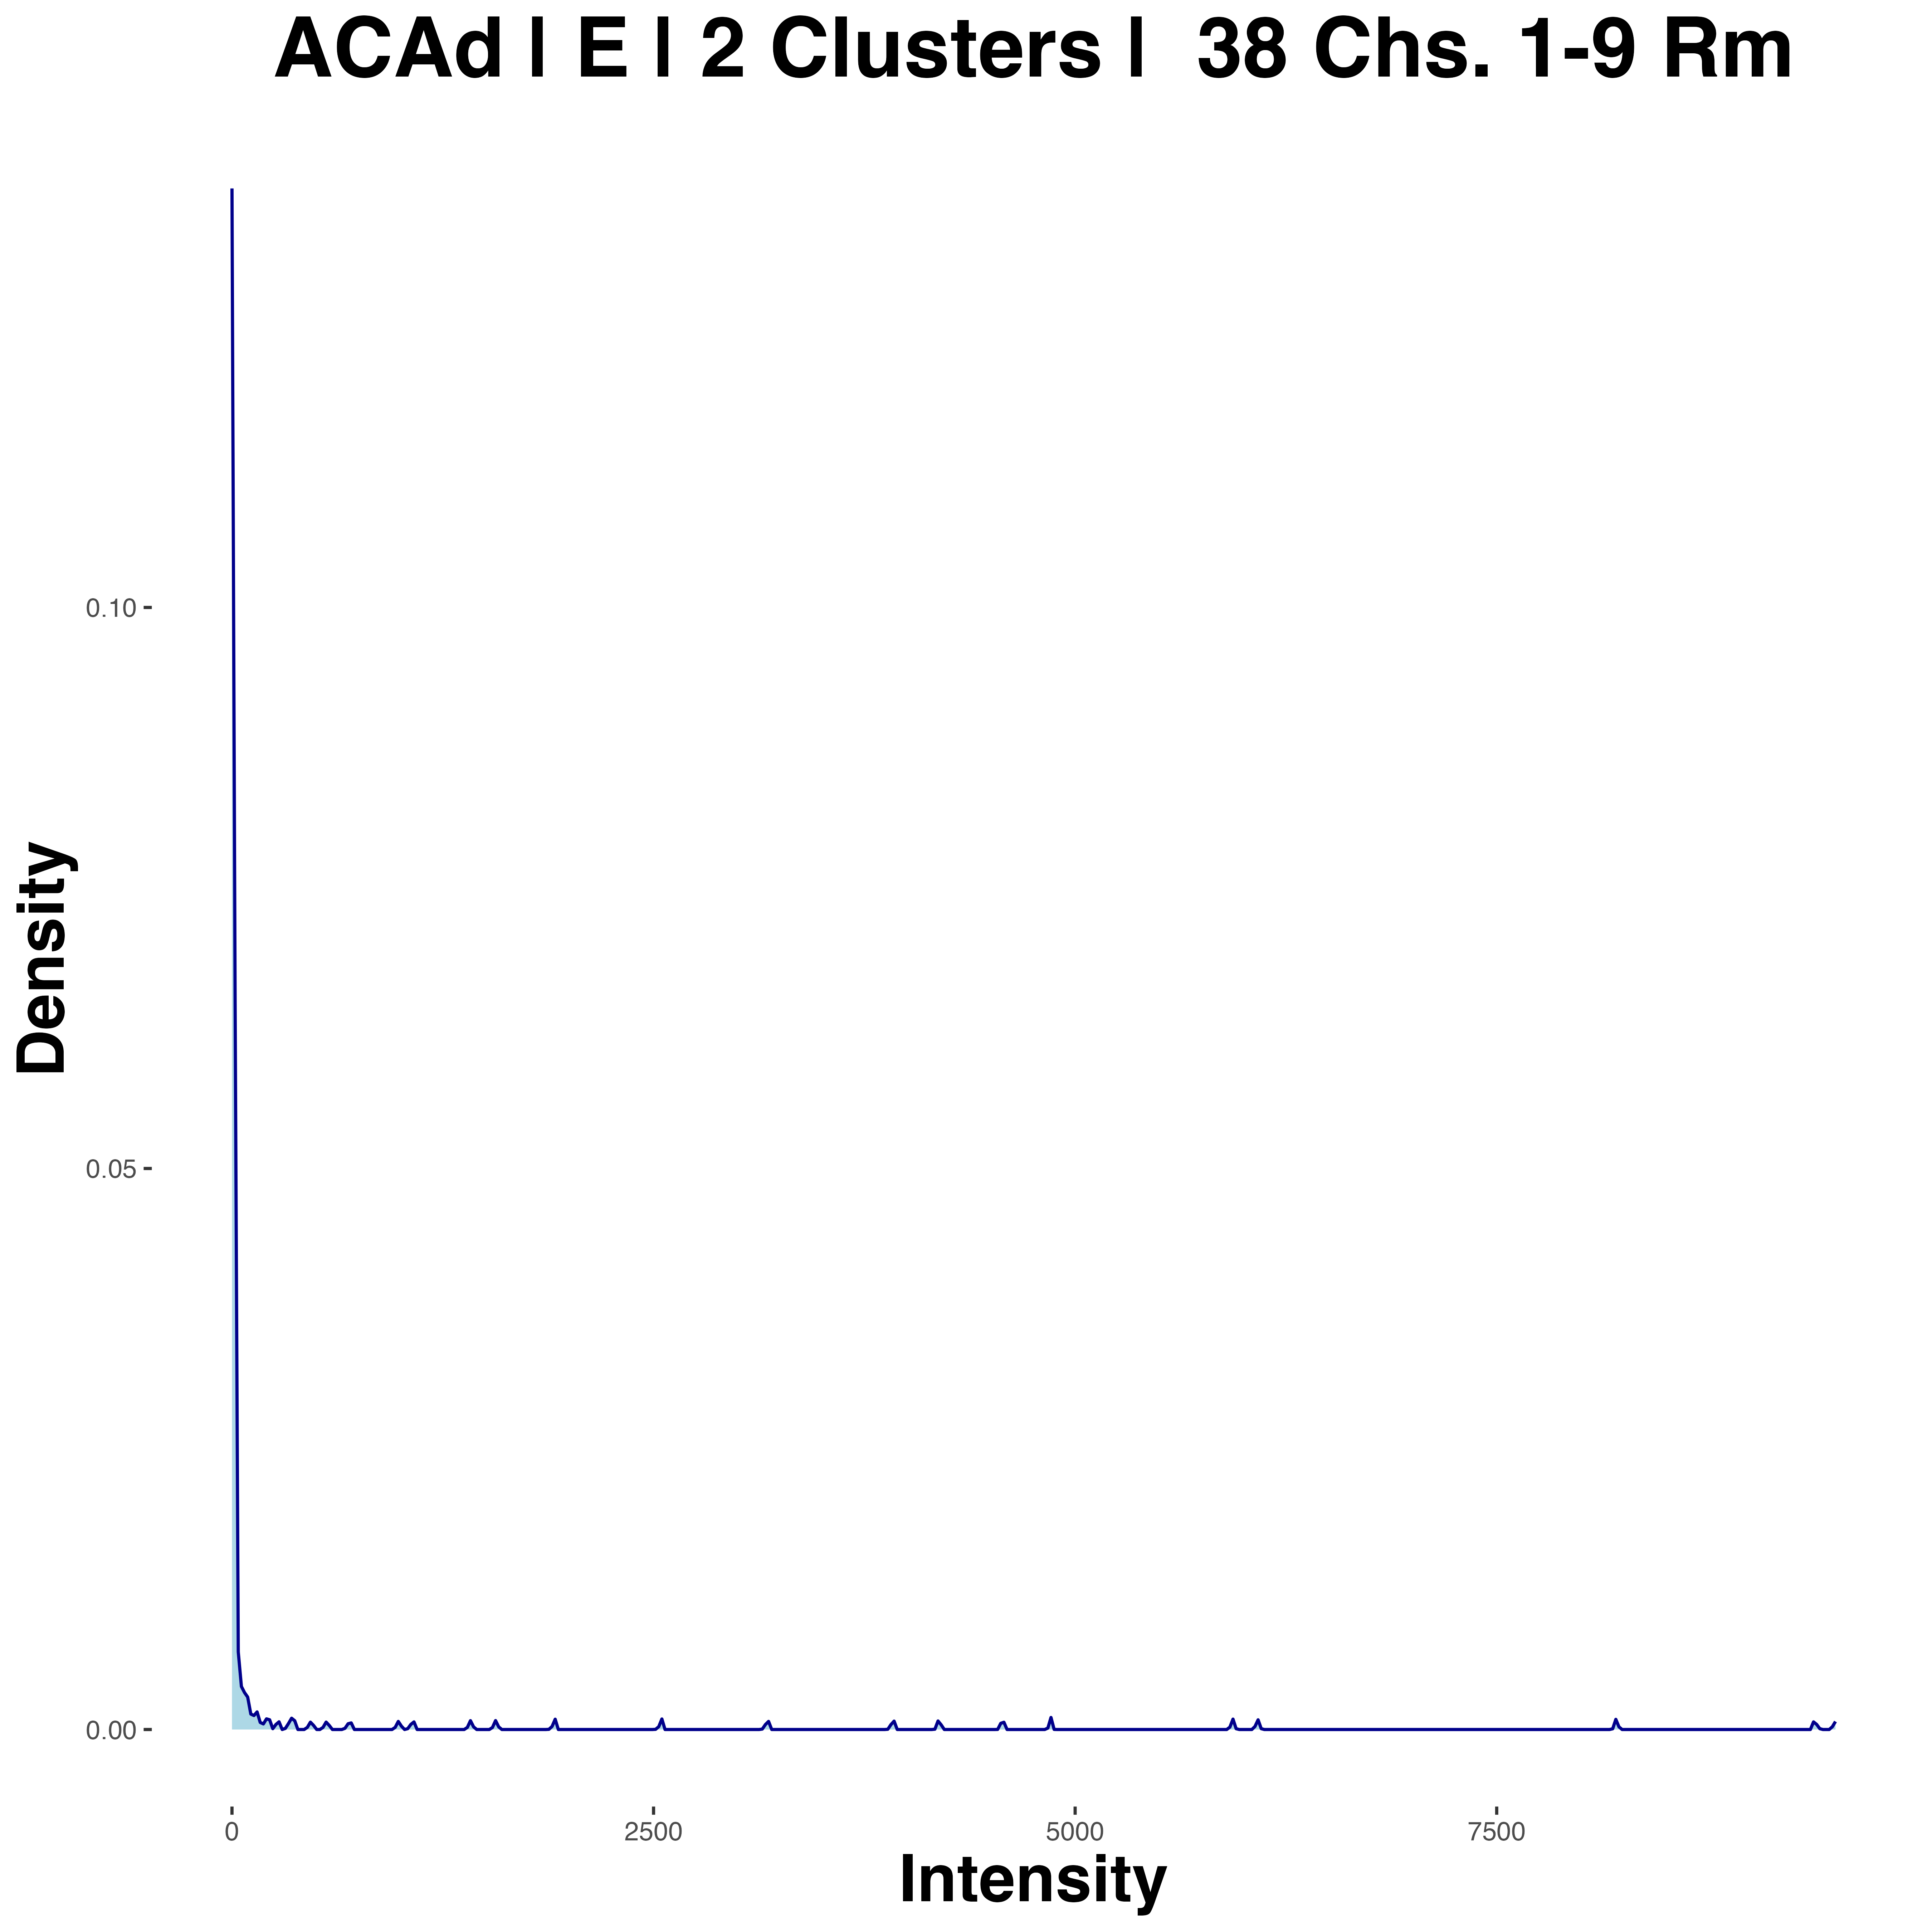 ACAd | E | 2 Clusters |  38 Chs. 1-9 Rm
Density
0.10
0.05
0.00
0
2500
5000
7500
Intensity